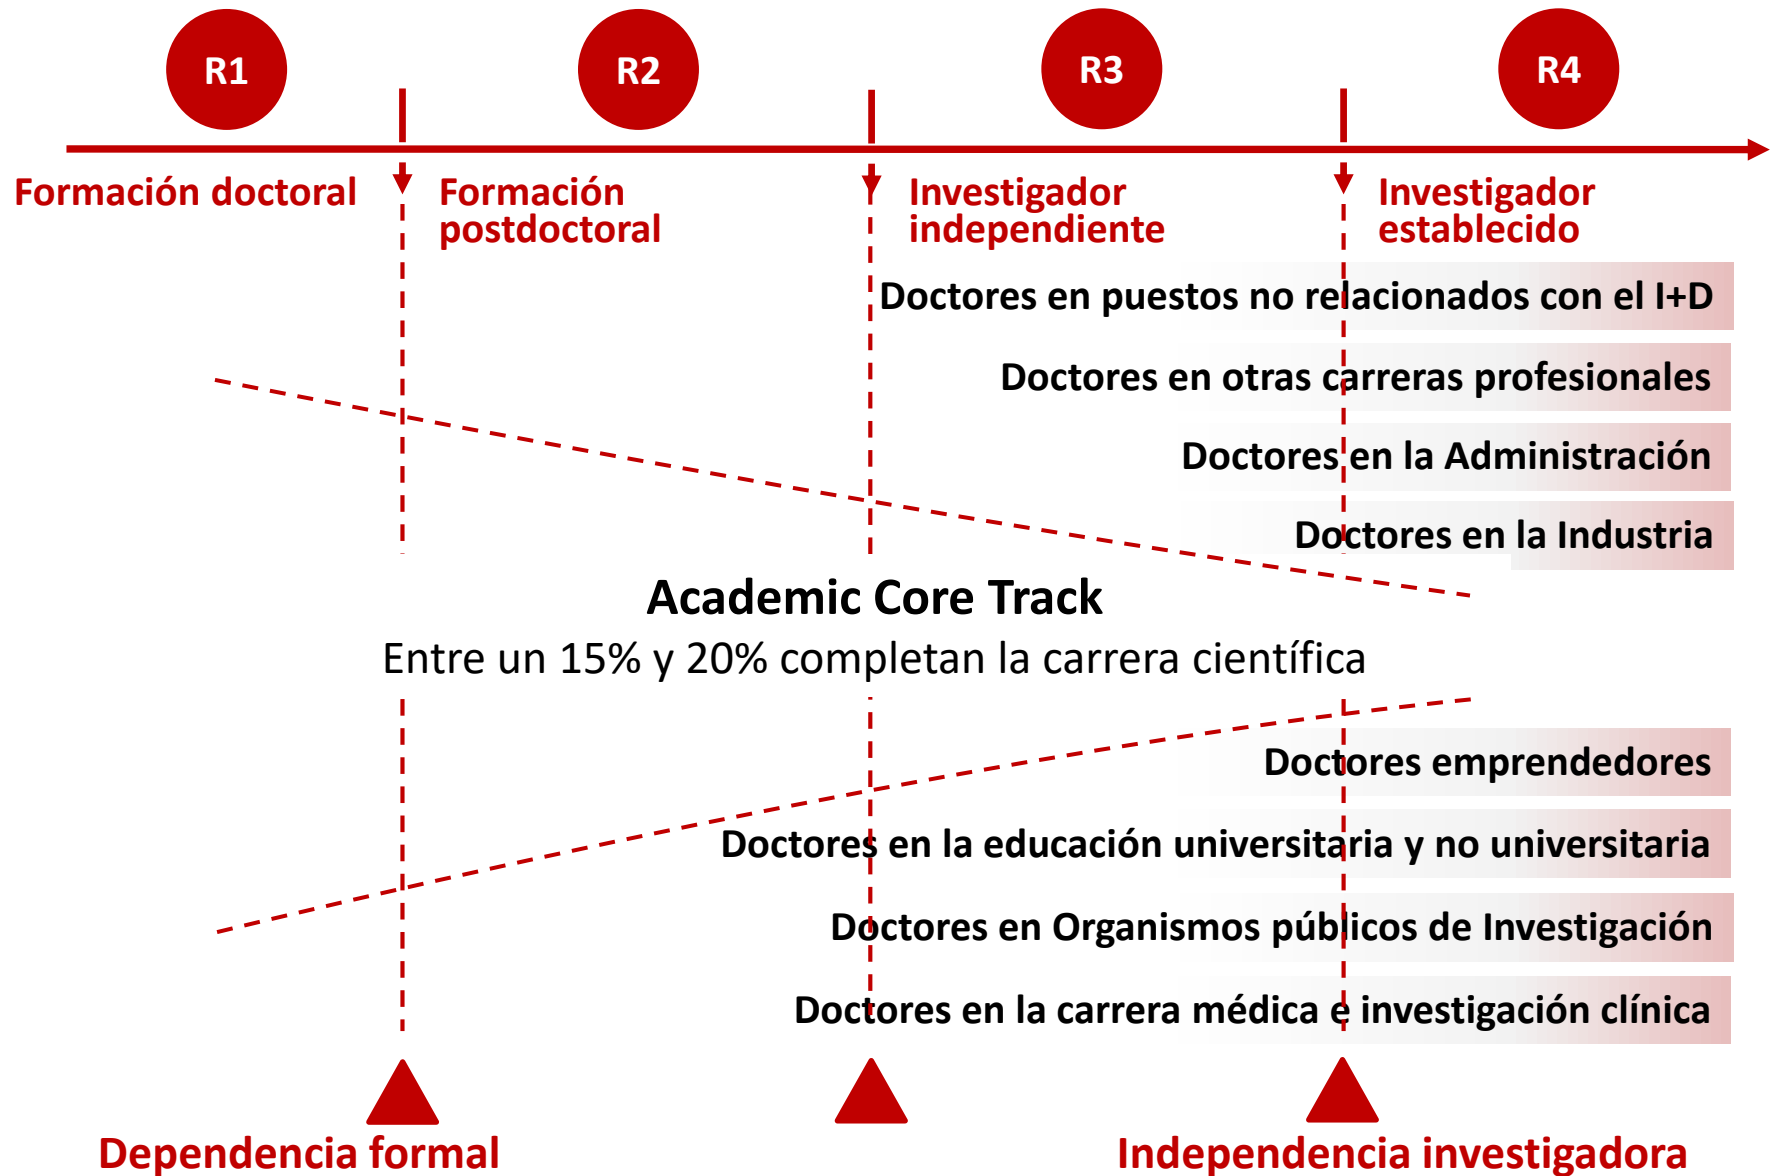 R1
R2
R3
R4
Formación doctoral
Formación
postdoctoral
Investigador
independiente
Investigador
establecido
Doctores en puestos no relacionados con el I+D
Doctores en otras carreras profesionales
Doctores en la Administración
Doctores en la Industria
Academic Core Track
Entre un 15% y 20% completan la carrera científica
Doctores emprendedores
Doctores en la educación universitaria y no universitaria
Doctores en Organismos públicos de Investigación
Doctores en la carrera médica e investigación clínica
Dependencia formal
Independencia investigadora